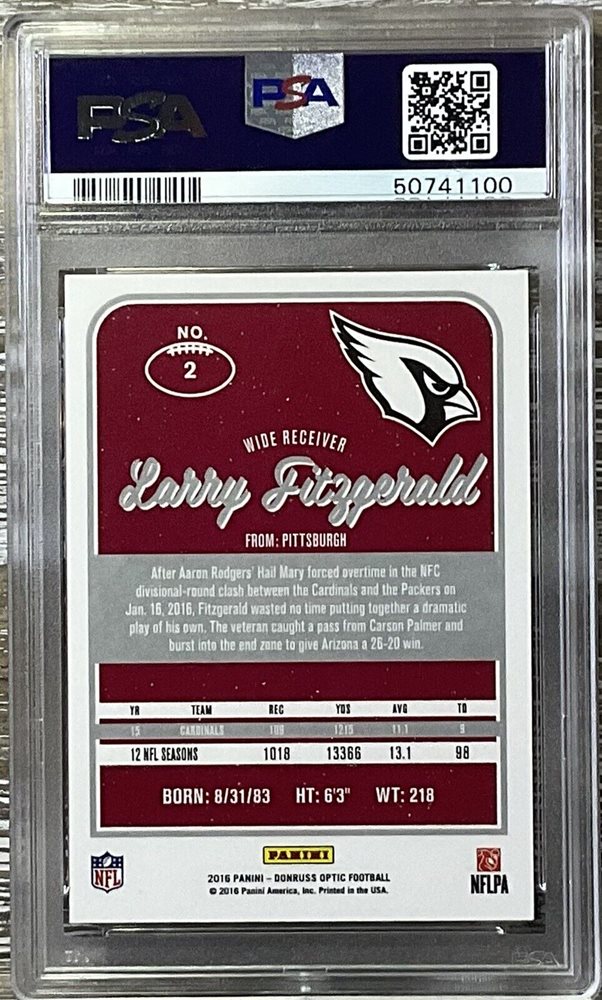 PSA
PSA
50741100
NO.
2
WIDE RECEIVER
Larry Fitzgerald
FROM: PITTSBURGH
After Aaron Rodgers' Hail Mary forced overtime in the NFC
divisional-round clash between the Cardinals and the Packers on
Jan. 16, 2016, Fitzgerald wasted no time putting together a dramatic
play of his own. The veteran caught a pass from Carson Palmer and
burst into the end zone to give Arizona a 26-20 win.
YR TEAM REC YDS AVG TD
15 CARDINALS 109 1215 11.1 9
12 NFL SEASONS 1018 13366 13.1 98
BORN: 8/31/83 HT: 6'3" WT: 218
PANINI
NFL
2016 PANINI – DONRUSS OPTIC FOOTBALL
© 2016 Panini America, Inc. Printed in the USA.
NFLPA
PSA